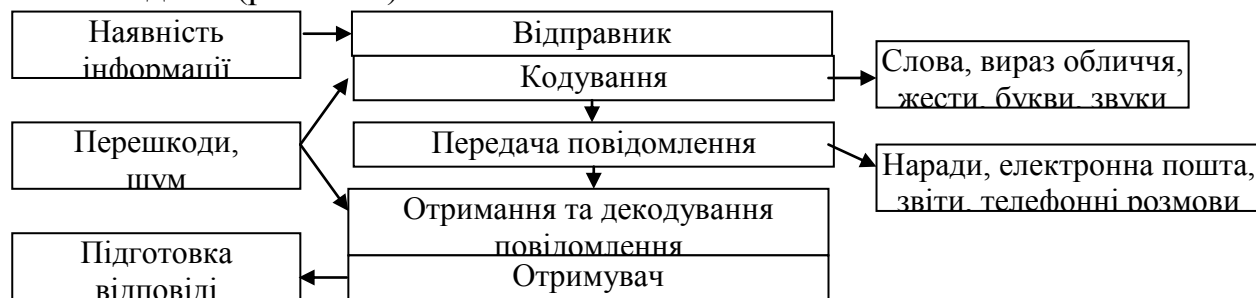 Наявність
інформації
Відправник
Кодування
Слова, вираз обличчя,
жести, букви, звуки
Перешкоди,
шум
Передача повідомлення
Наради, електронна пошта,
звіти, телефонні розмови
Отримання та декодування
повідомлення
Підготовка
відповіді
Отримувач